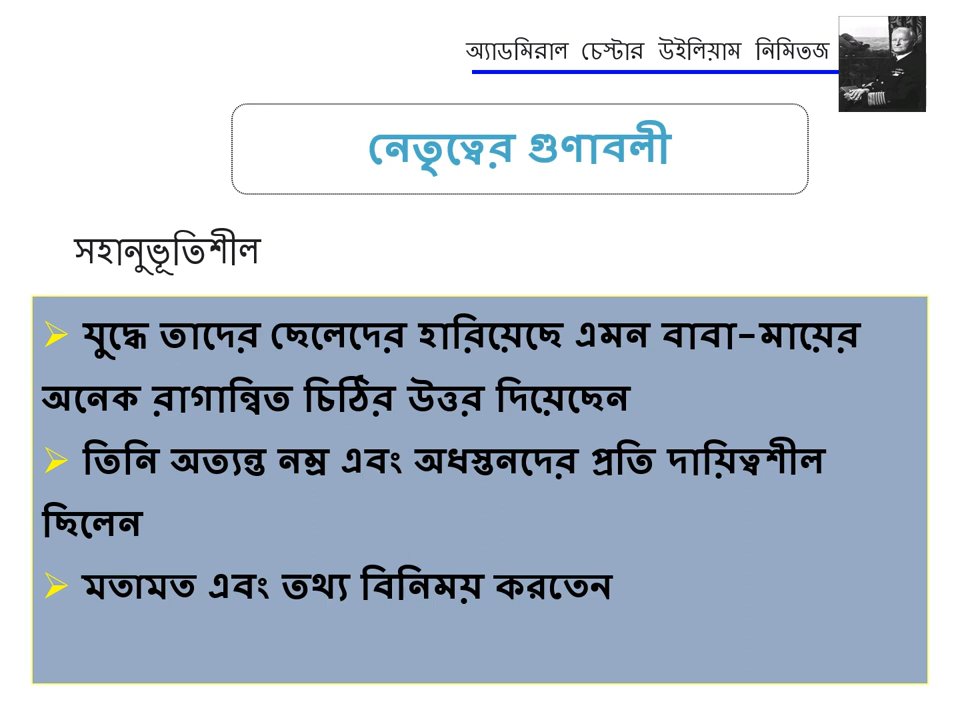 অ্যাডমিরাল চেস্টার উইলিয়াম নিমিতজ
নেতৃত্বের গুণাবলী
সহানুভূতিশীল
যুদ্ধে তাদের ছেলেদের হারিয়েছে এমন বাবা-মায়ের
অনেক রাগান্বিত চিঠির উত্তর দিয়েছেন
তিনি অত্যন্ত নম্র এবং অধস্তনদের প্রতি দায়িত্বশীল
ছিলেন
মতামত এবং তথ্য বিনিময় করতেন